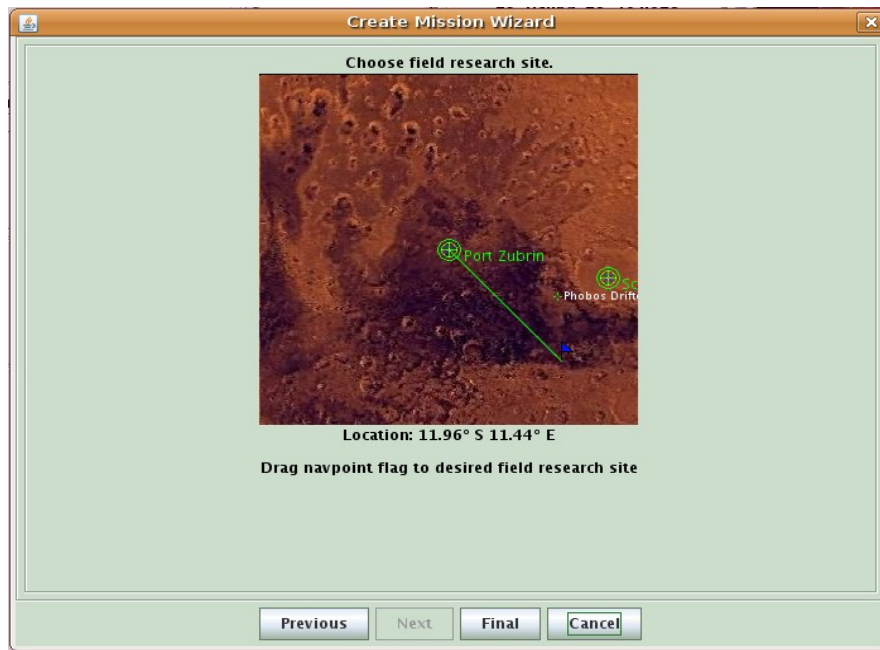 Create Mission Wizard
Choose field research site.
Port Zubrin
Sc
Phobos Drift
Location: 11.96° S 11.44° E
Drag navpoint flag to desired field research site
Previous Next Final Cancel